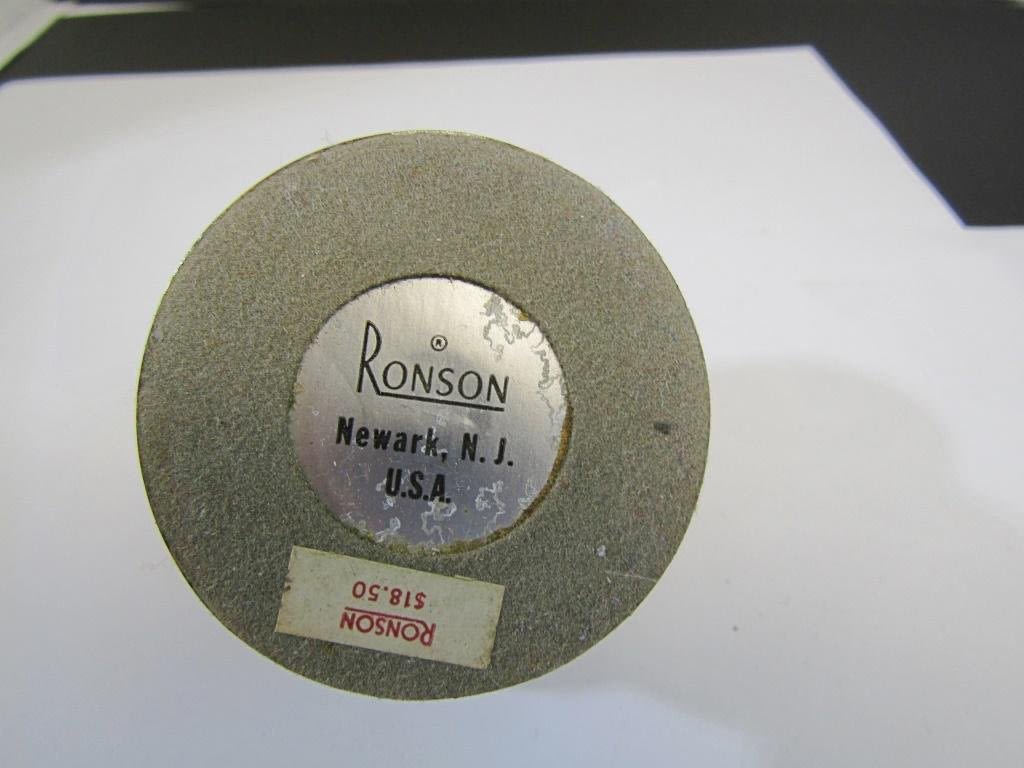 ®
RONSON
Newark, N. J.
U.S.A.
RONSON
$18.50